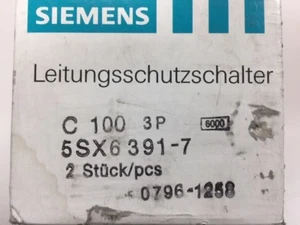 SIEMENS
Leitungsschutzschalter
C 100 3P 6000
5SX6 391-7
2 Stück/pcs
0796-1258